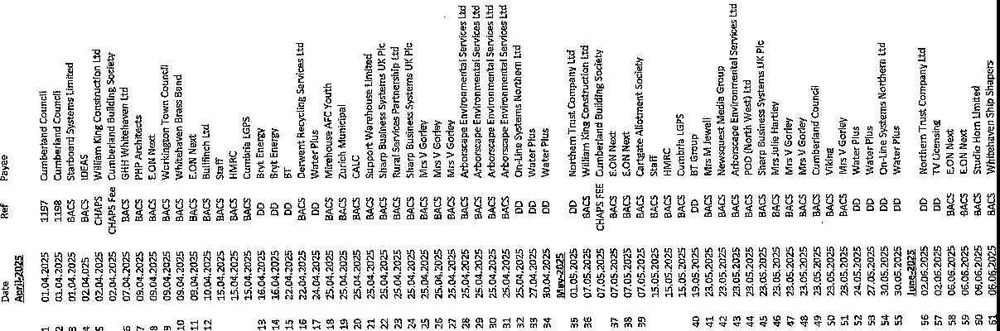 Date Ref Payee
April-2025
1 01.04.2025 1197 Cumberland Council
2 01.04.2025 1198 Cumberland Council
3 01.04.2025 BACS Starboard Systems Limited
4 02.04.2025 BACS IDEAS
5 02.04.2025 CHAPS William King Construction Ltd
02.04.2025 CHAPS Fee Cumberland Building Society
6 07.04.2025 BACS GHH Whitehaven Ltd
7 09.04.2025 BACS PHP Architects
8 09.04.2025 BACS E.ON Next
9 09.04.2025 BACS Workington Town Council
10 09.04.2025 BACS Whitehaven Brass Band
11 09.04.2025 BACS E.ON Next
12 10.04.2025 BACS Bullfinch Ltd
15.04.2025 BACS Staff
15.04.2025 BACS HMRC
15.04.2025 BACS Cumbria LGPS
13 16.04.2025 DD Bryt Energy
14 16.04.2025 DD Bryt Energy
15 22.04.2025 DD BT
16 22.04.2025 BACS Derwent Recycling Services Ltd
17 24.04.2025 DD Water Plus
18 25.04.2025 BACS Mirehouse AFC Youth
19 25.04.2025 BACS Zurich Municipal
20 25.04.2025 BACS CALC
21 25.04.2025 BACS Support Warehouse Limited
22 25.04.2025 BACS Sharp Business Systems UK Plc
23 25.04.2025 BACS Rural Services Partnership Ltd
24 25.04.2025 BACS Sharp Business Systems UK Plc
25 25.04.2025 BACS Mrs V Gorley
26 25.04.2025 BACS Mrs V Gorley
27 25.04.2025 BACS Mrs V Gorley
28 25.04.2025 BACS Arborscape Environmental Services Ltd
29 25.04.2025 BACS Arborscape Environmental Services Ltd
30 25.04.2025 BACS Arborscape Environmental Services Ltd
31 25.04.2025 BACS Arborscape Environmental Services Ltd
32 25.04.2025 DD On-Line Systems Northern Ltd
33 27.04.2025 DD Water Plus
34 30.04.2025 DD Water Plus
May-2025
35 01.05.2025 DD Northern Trust Company Ltd
36 07.05.2025 BACS William King Construction Ltd
07.05.2025 CHAPS FEE Cumberland Building Society
37 07.05.2025 BACS E.ON Next
38 07.05.2025 BACS E.ON Next
39 07.05.2025 BACS Cartgate Allotment Society
15.05.2025 BACS Staff
15.05.2025 BACS HMRC
15.05.2025 BACS Cumbria LGPS
40 19.05.2025 DD BT Group
41 23.05.2025 BACS Mrs M Jewell
42 23.05.2025 BACS Newsquest Media Group
43 23.05.2025 BACS Arborscape Environmental Services Ltd
44 23.05.2025 BACS PODD (North West) Ltd
45 23.05.2025 BACS Sharp Business Systems UK Plc
46 23.05.2025 BACS Mrs Julie Hartley
47 23.05.2025 BACS Mrs V Gorley
48 23.05.2025 BACS Mrs V Gorley
49 23.05.2025 BACS Cumberland Council
50 23.05.2025 BACS Viking
51 23.05.2025 BACS Mrs V Gorley
52 24.05.2025 DD Water Plus
53 27.05.2025 DD Water Plus
54 30.05.2025 DD On-Line Systems Northern Ltd
55 30.05.2025 DD Water Plus
June-2025
56 02.06.2025 DD Northern Trust Company Ltd
57 02.06.2025 DD TV Licensing
58 06.06.2025 BACS E.ON Next
59 06.06.2025 BACS E.ON Next
60 06.06.2025 BACS Studio Horn Limited
61 06.06.2025 BACS Whitehaven Ship Shapers